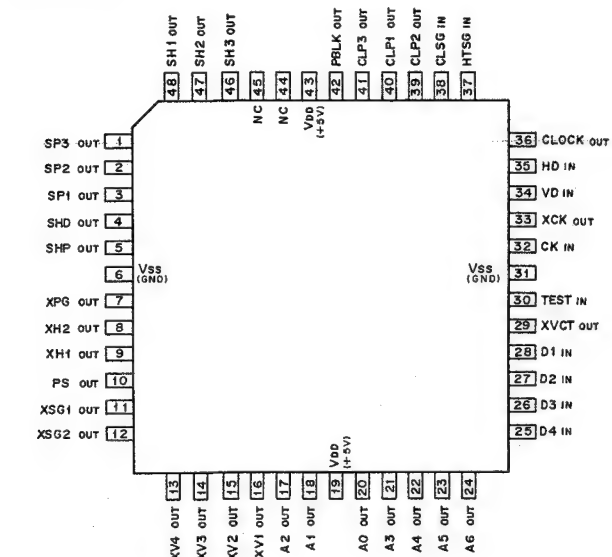 48 SH1 OUT
47 SH2 OUT
46 SH3 OUT
45 NC
44 NC
43 VDD (+5V)
42 PBLK OUT
41 CLP3 OUT
40 CLP1 OUT
39 CLP2 OUT
38 CLSG IN
37 HTSG IN
SP3 OUT 1
SP2 OUT 2
SP1 OUT 3
SHD OUT 4
SHP OUT 5
6 VSS (GND)
XPG OUT 7
XH2 OUT 8
XH1 OUT 9
PS OUT 10
XSG1 OUT 11
XSG2 OUT 12
36 CLOCK OUT
35 HD IN
34 VD IN
33 XCK OUT
32 CK IN
VSS (GND) 31
30 TEST IN
29 XVCT OUT
28 D1 IN
27 D2 IN
26 D3 IN
25 D4 IN
XV4 OUT 13
XV3 OUT 14
XV2 OUT 15
XV1 OUT 16
A2 OUT 17
A1 OUT 18
VDD (+5V) 19
A0 OUT 20
A3 OUT 21
A4 OUT 22
A5 OUT 23
A6 OUT 24